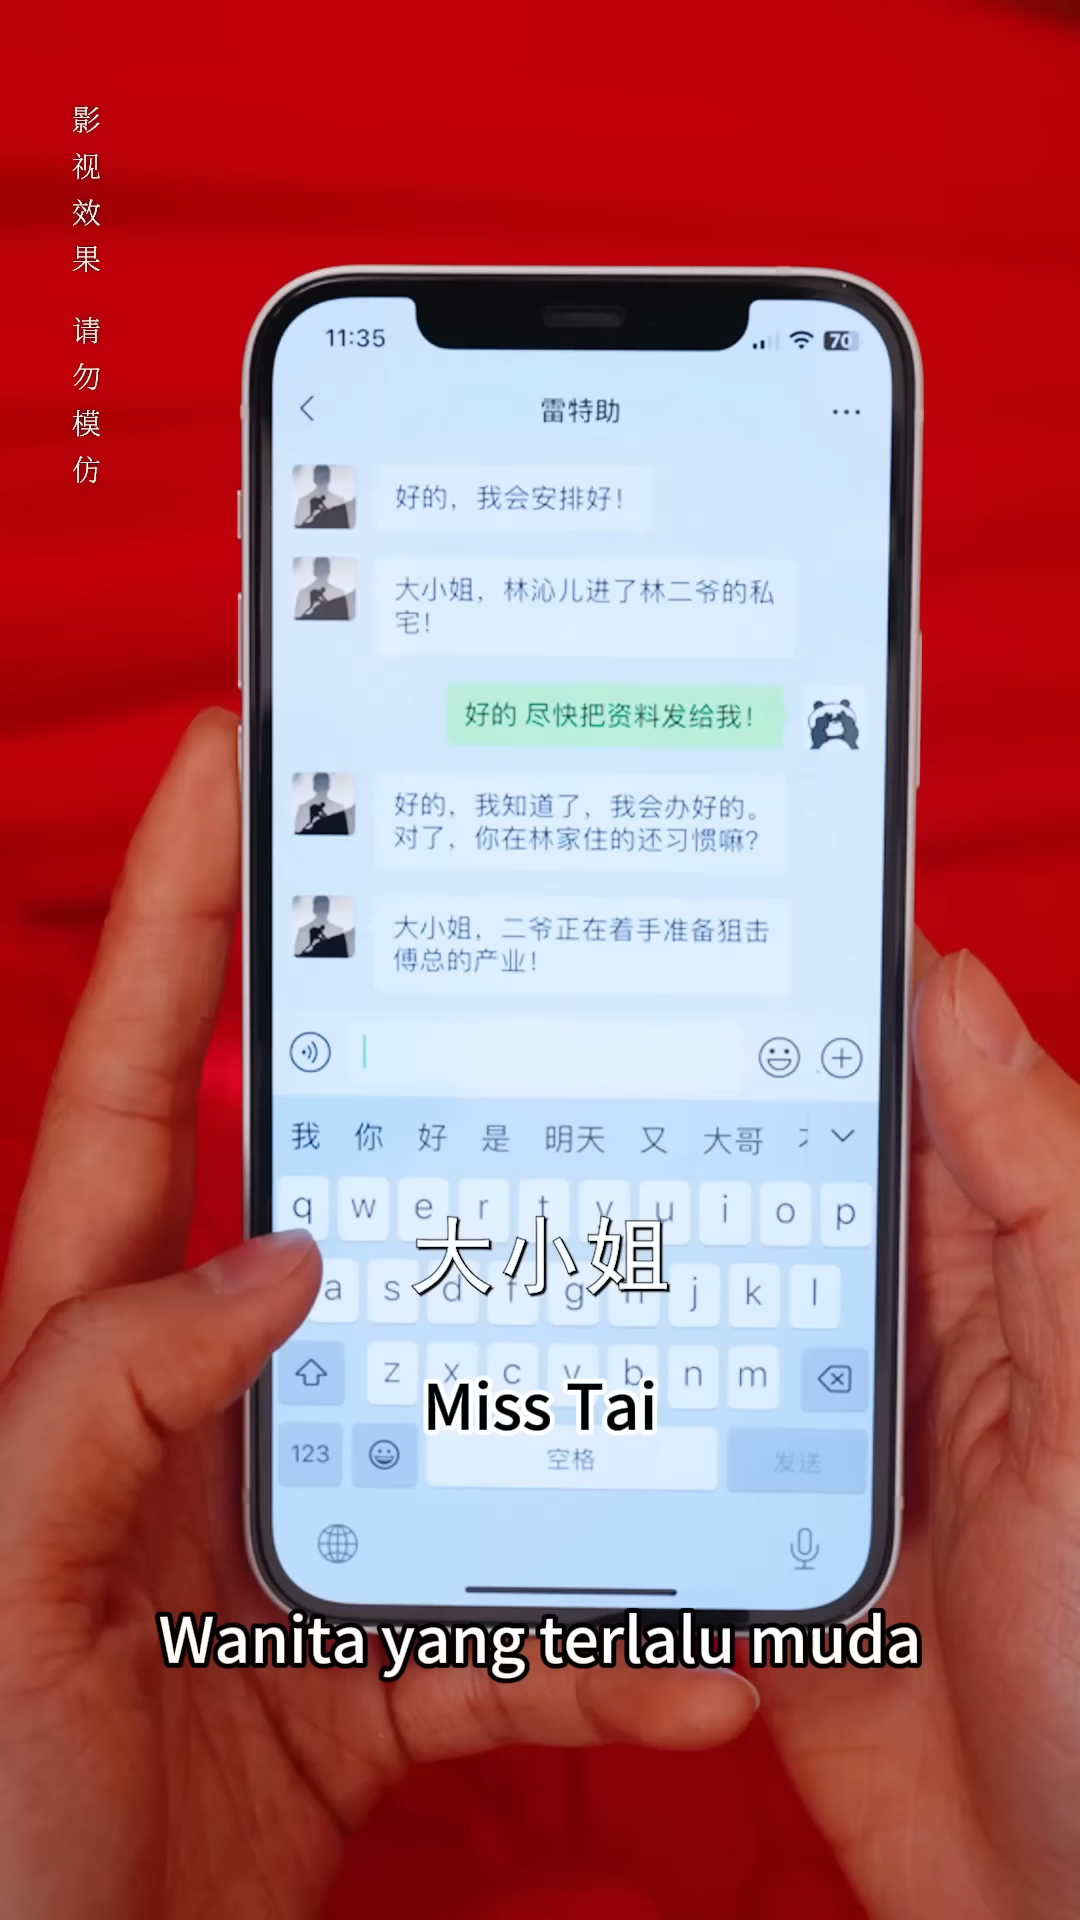 影视效果 请勿模仿
11:35
70
雷特助
好的，我会安排好！
大小姐，林沁儿进了林二爷的私
宅！
好的 尽快把资料发给我！
好的，我知道了，我会办好的。
对了，你在林家住的还习惯嘛？
大小姐，二爷正在着手准备狙击
傅总的产业！
我 你 好 是 明天 又 大哥
q w e r t y u i o p
大小姐
a s d f g h j k l
z x c v b n m
Miss Tai
123 空格 发送
Wanita yang terlalu muda